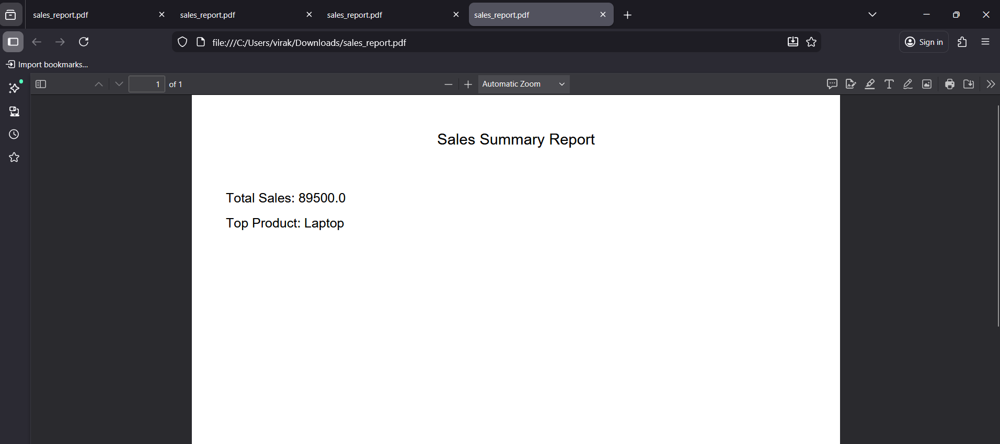 sales_report.pdf
sales_report.pdf
sales_report.pdf
sales_report.pdf
file:///C:/Users/virak/Downloads/sales_report.pdf
Sign in
Import bookmarks...
1 of 1
Automatic Zoom
Sales Summary Report
Total Sales: 89500.0
Top Product: Laptop